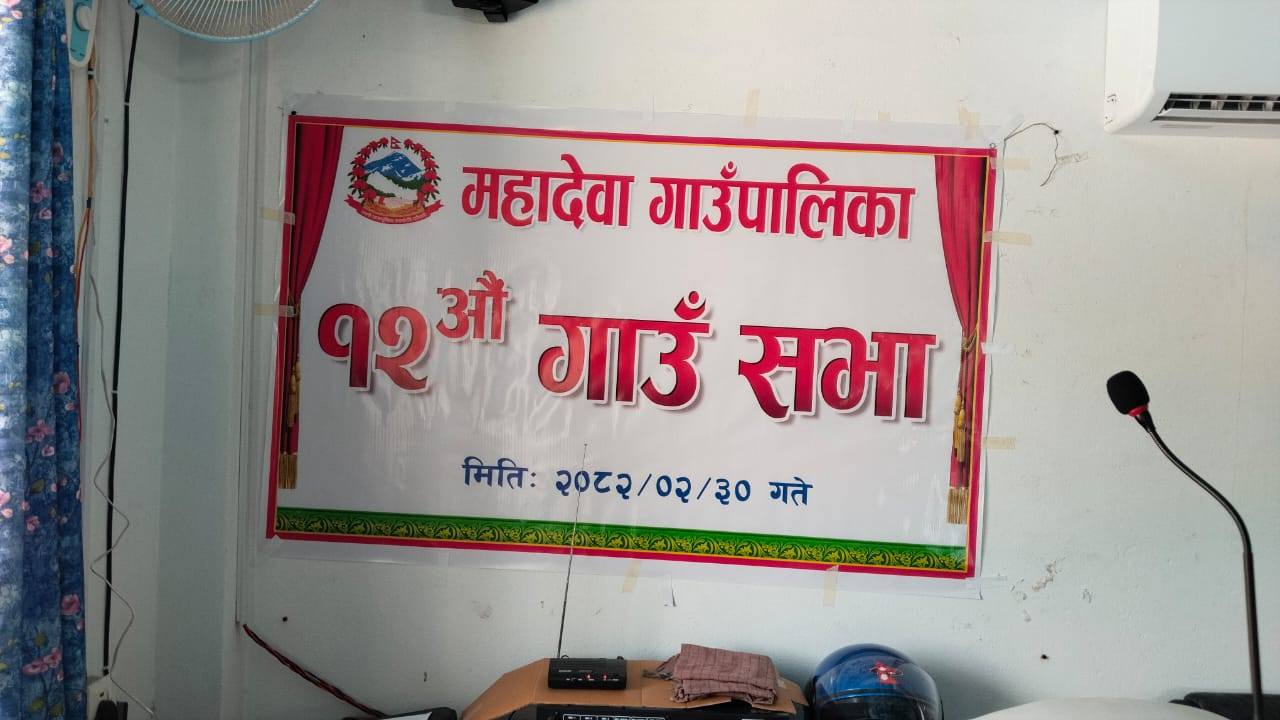 महादेवा गाउँपालिका
१२औं गाउँ सभा
मितिः २०८२/०२/३० गते